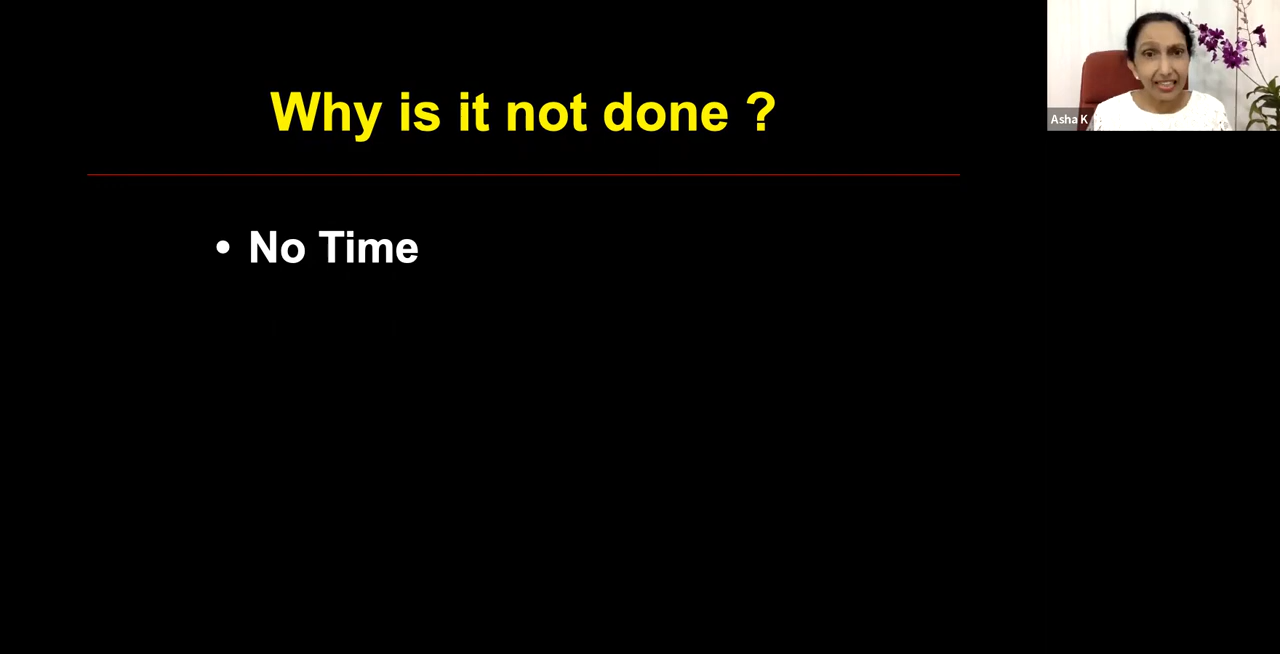 Why is it not done ?
• No Time
Asha K